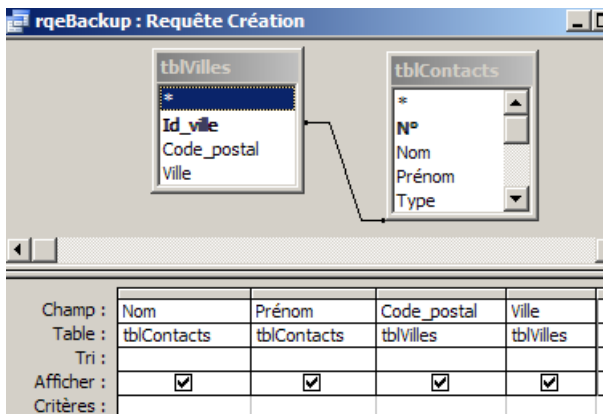 rqeBackup : Requête Création
tblVilles
*
Id_ville
Code_postal
Ville
tblContacts
*
N°
Nom
Prénom
Type
Champ : Nom Prénom Code_postal Ville
Table : tblContacts tblContacts tblVilles tblVilles
Tri :
Afficher :
Critères :